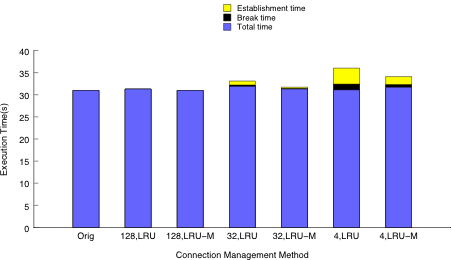 Establishment time
Break time
Total time
40
35
30
25
20
15
10
5
0
Execution Time(s)
Orig 128,LRU 128,LRU-M 32,LRU 32,LRU-M 4,LRU 4,LRU-M
Connection Management Method